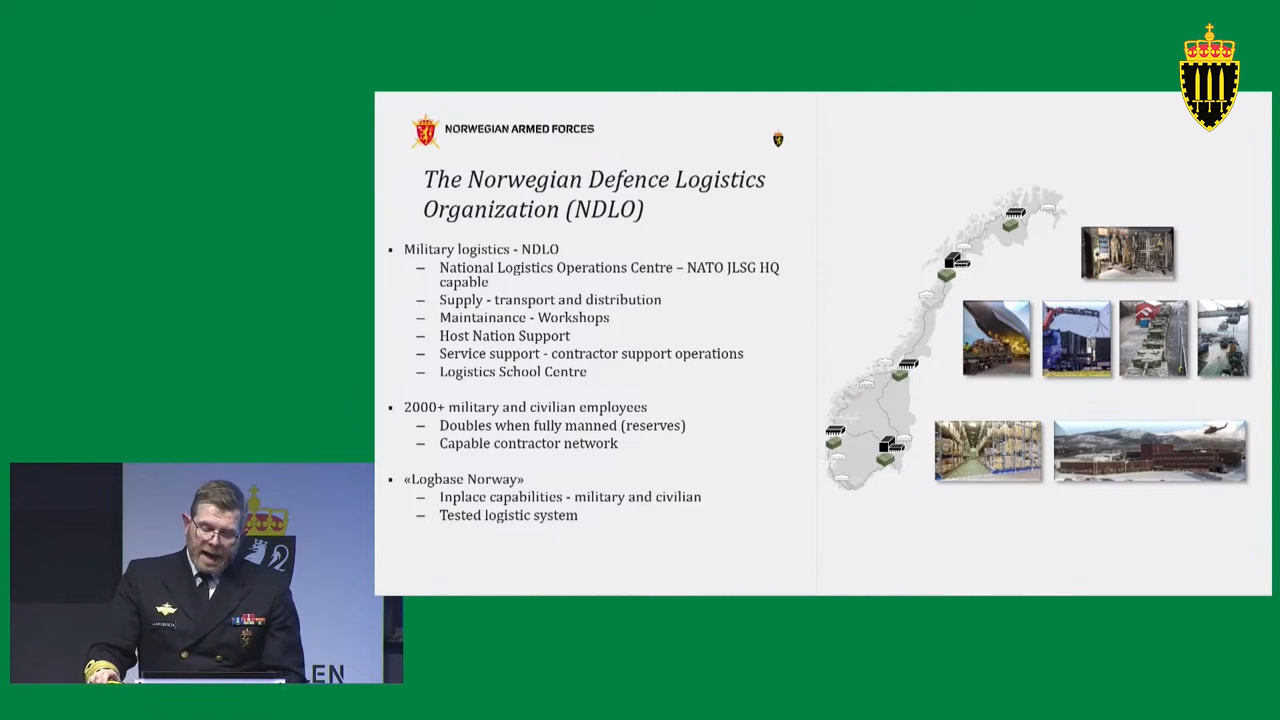 NORWEGIAN ARMED FORCES
The Norwegian Defence Logistics
Organization (NDLO)
▪ Military logistics - NDLO
– National Logistics Operations Centre – NATO JLSG HQ
capable
– Supply - transport and distribution
– Maintainance - Workshops
– Host Nation Support
– Service support - contractor support operations
– Logistics School Centre
▪ 2000+ military and civilian employees
– Doubles when fully manned (reserves)
– Capable contractor network
▪ «Logbase Norway»
– Inplace capabilities - military and civilian
– Tested logistic system
LEN